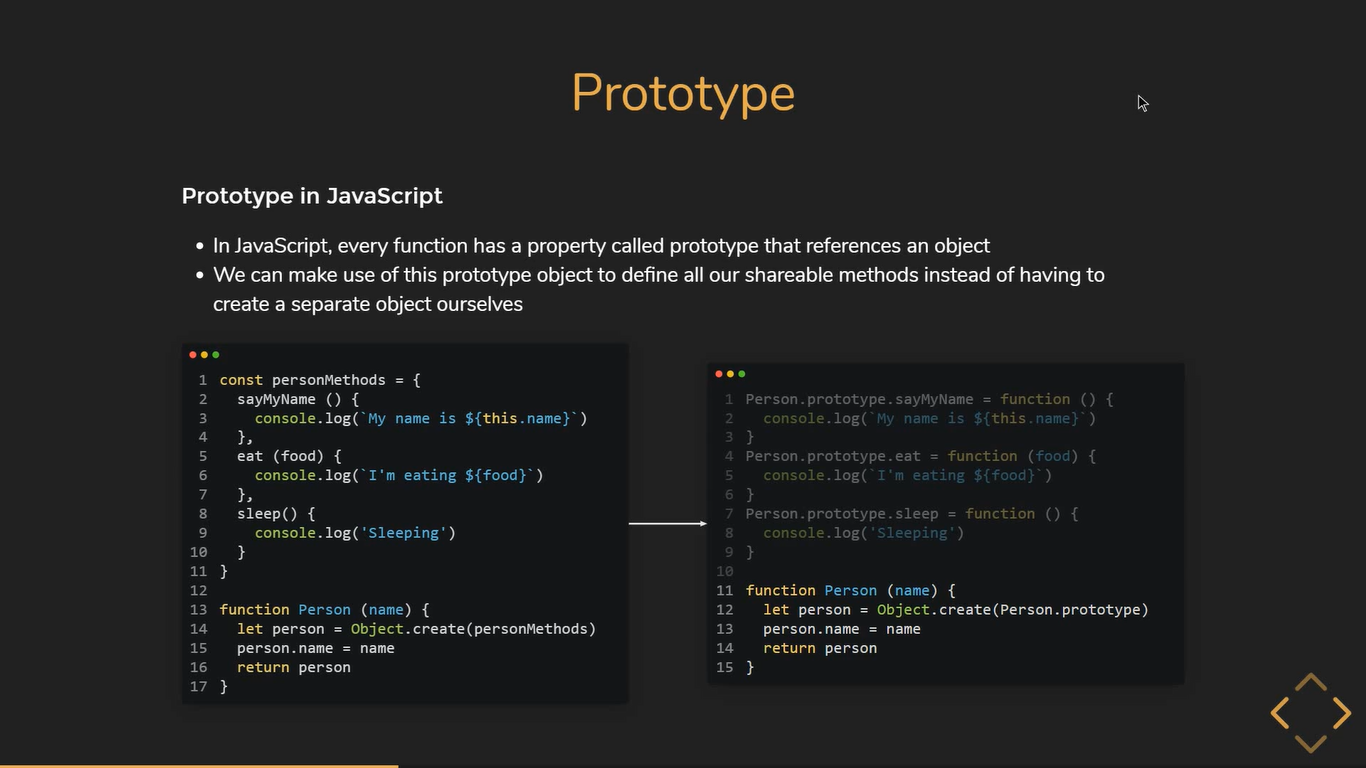 Prototype
Prototype in JavaScript
• In JavaScript, every function has a property called prototype that references an object
• We can make use of this prototype object to define all our shareable methods instead of having to
create a separate object ourselves
1 const personMethods = {
2   sayMyName () {
3     console.log(`My name is ${this.name}`)
4   },
5   eat (food) {
6     console.log(`I'm eating ${food}`)
7   },
8   sleep() {
9     console.log('Sleeping')
10   }
11 }
12
13 function Person (name) {
14   let person = Object.create(personMethods)
15   person.name = name
16   return person
17 }
1 Person.prototype.sayMyName = function () {
2   console.log(`My name is ${this.name}`)
3 }
4 Person.prototype.eat = function (food) {
5   console.log(`I'm eating ${food}`)
6 }
7 Person.prototype.sleep = function () {
8   console.log('Sleeping')
9 }
10
11 function Person (name) {
12   let person = Object.create(Person.prototype)
13   person.name = name
14   return person
15 }